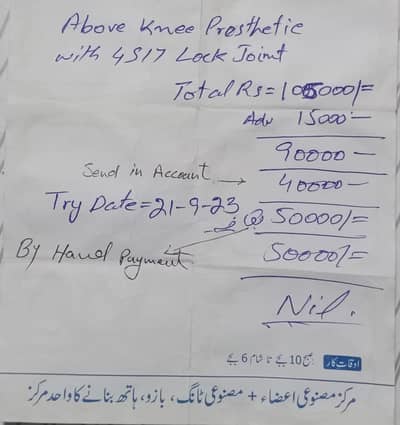 Above Knee Prosthetic
with 4S17 Lock Joint
Total Rs = 105000/=
Adv 15000 —
90000 —
Send in Account → 40000 —
Try Date = 21-9-23 50000/=
By Hand Payment 50000/=
Nil.
اوقات کار صبح 10 بجے تا شام 6 بجے
مرکز مصنوعی اعضاء + مصنوعی ٹانگ، بازو، ہاتھ بنانے کا واحد مرکز